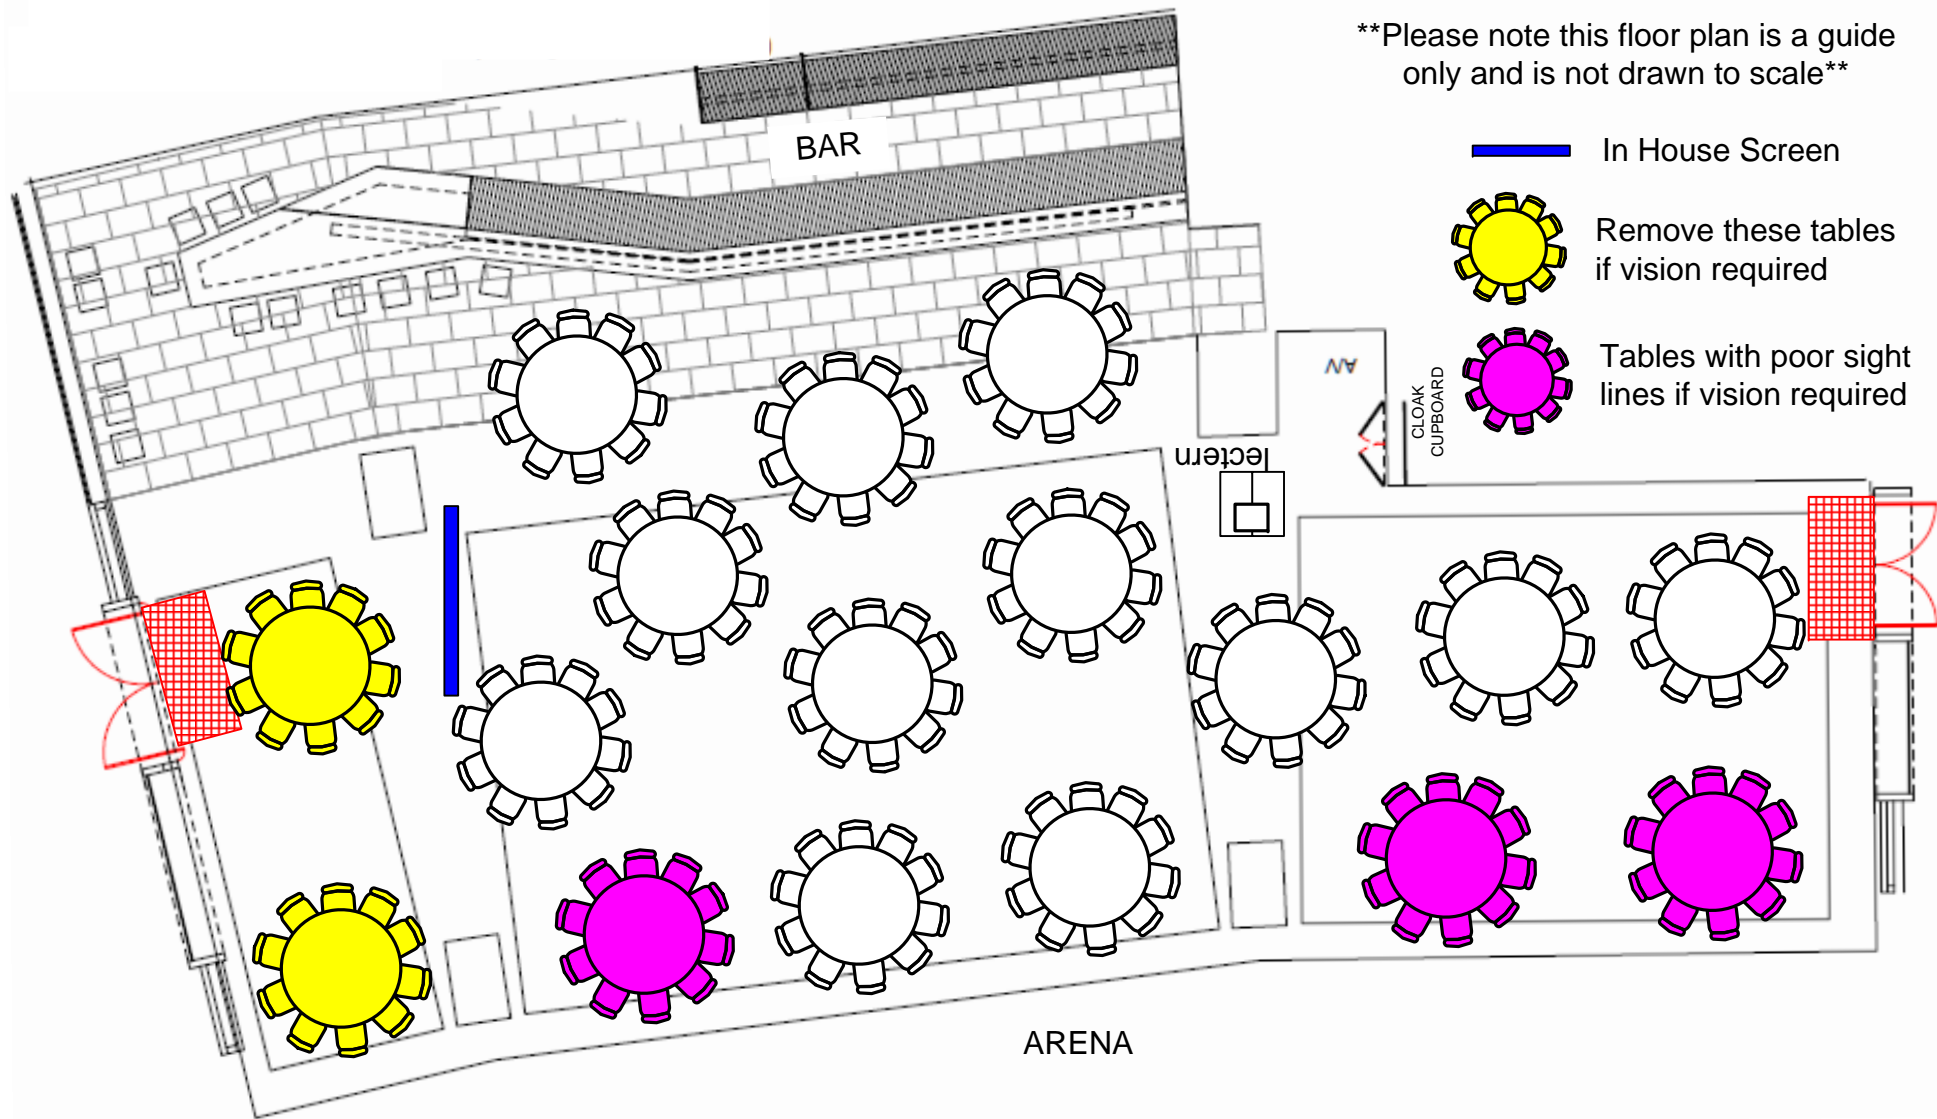 **Please note this floor plan is a guide
only and is not drawn to scale**
BAR
In House Screen
Remove these tables
if vision required
Tables with poor sight
lines if vision required
AV
CLOAK
CUPBOARD
lectern
ARENA